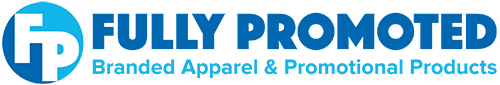 FP
FULLY PROMOTED
Branded Apparel & Promotional Products